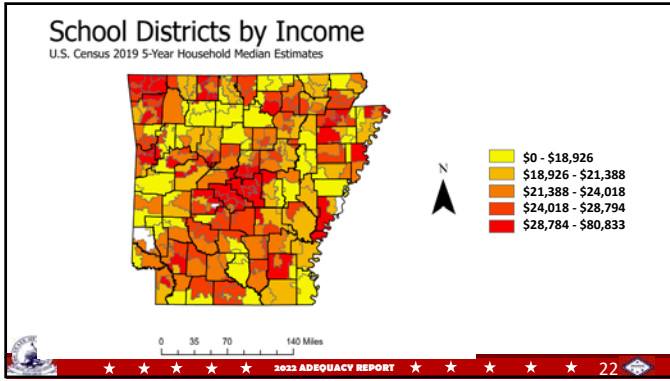 School Districts by Income
U.S. Census 2019 5-Year Household Median Estimates
N
$0 - $18,926
$18,926 - $21,388
$21,388 - $24,018
$24,018 - $28,794
$28,784 - $80,833
0 35 70 140 Miles
2022 ADEQUACY REPORT
22